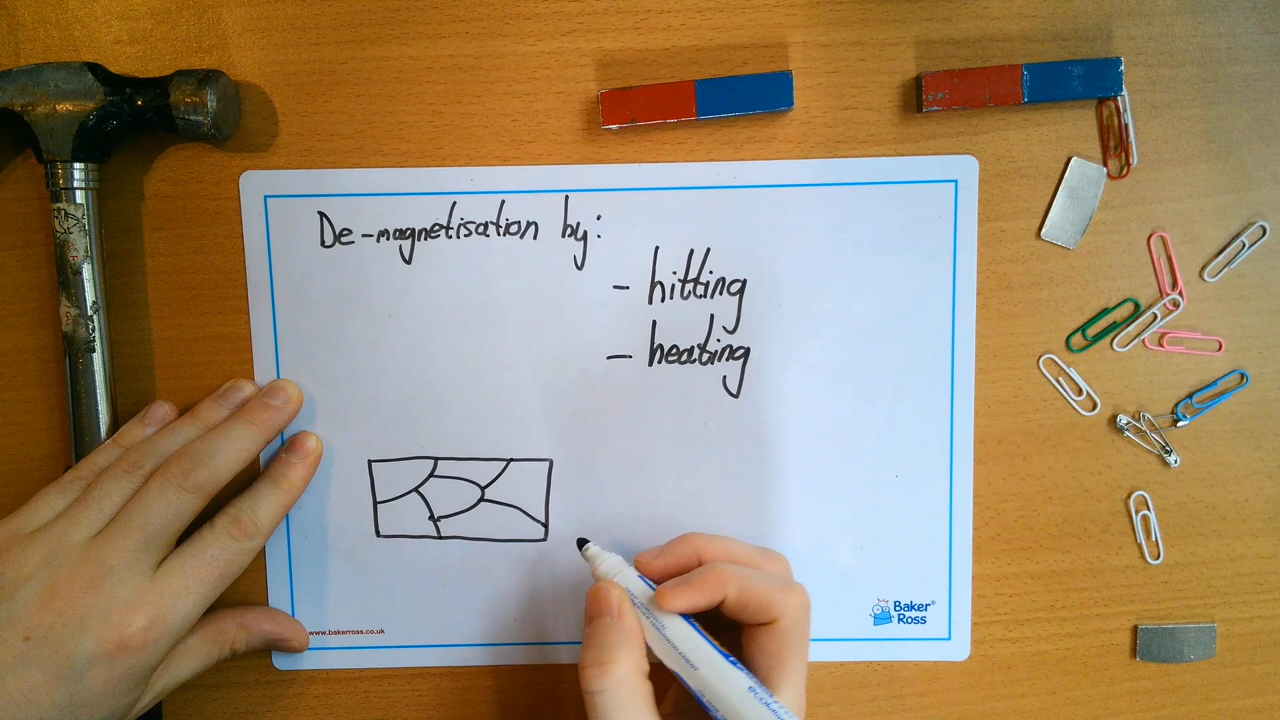 De-magnetisation by:
- hitting
- heating
www.bakerross.co.uk
Baker®
Ross